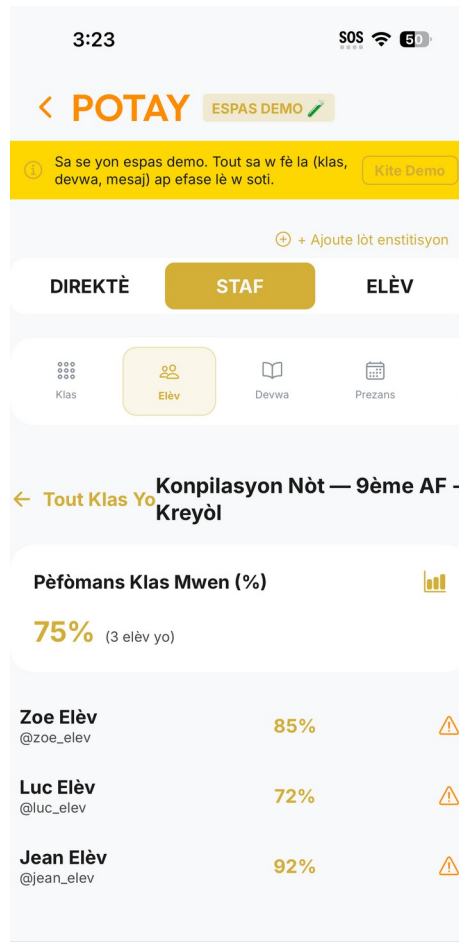 3:23 SOS 50
POTAY ESPAS DEMO
Sa se yon espas demo. Tout sa w fè la (klas,
devwa, mesaj) ap efase lè w soti.
Kite Demo
+ Ajoute lòt enstitisyon
DIREKTÈ STAF ELÈV
Klas Elèv Devwa Prezans
Tout Klas Yo
Konpilasyon Nòt — 9ème AF -
Kreyòl
Pèfòmans Klas Mwen (%)
75% (3 elèv yo)
Zoe Elèv 85%
@zoe_elev
Luc Elèv 72%
@luc_elev
Jean Elèv 92%
@jean_elev